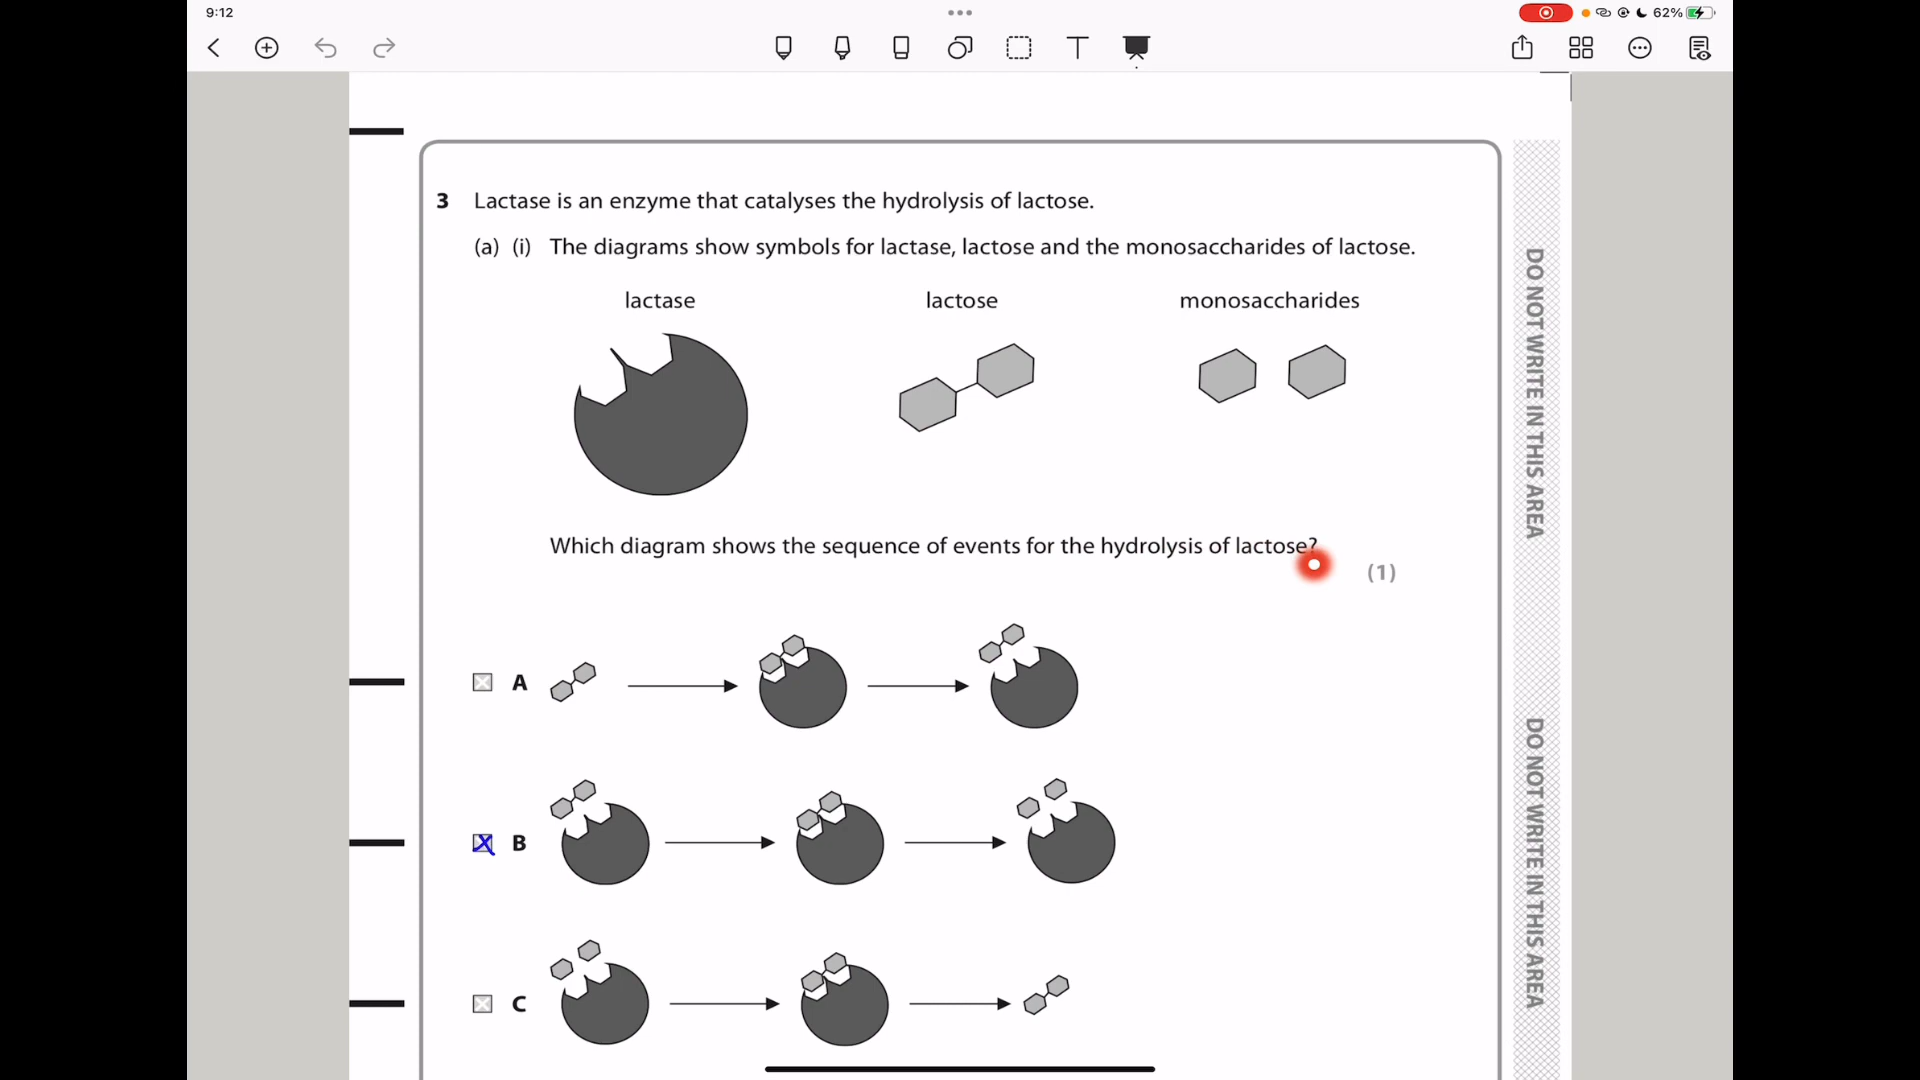 9:12
62%
3 Lactase is an enzyme that catalyses the hydrolysis of lactose.
(a) (i) The diagrams show symbols for lactase, lactose and the monosaccharides of lactose.
lactase lactose monosaccharides
Which diagram shows the sequence of events for the hydrolysis of lactose?
(1)
A
B
C
DO NOT WRITE IN THIS AREA
DO NOT WRITE IN THIS AREA